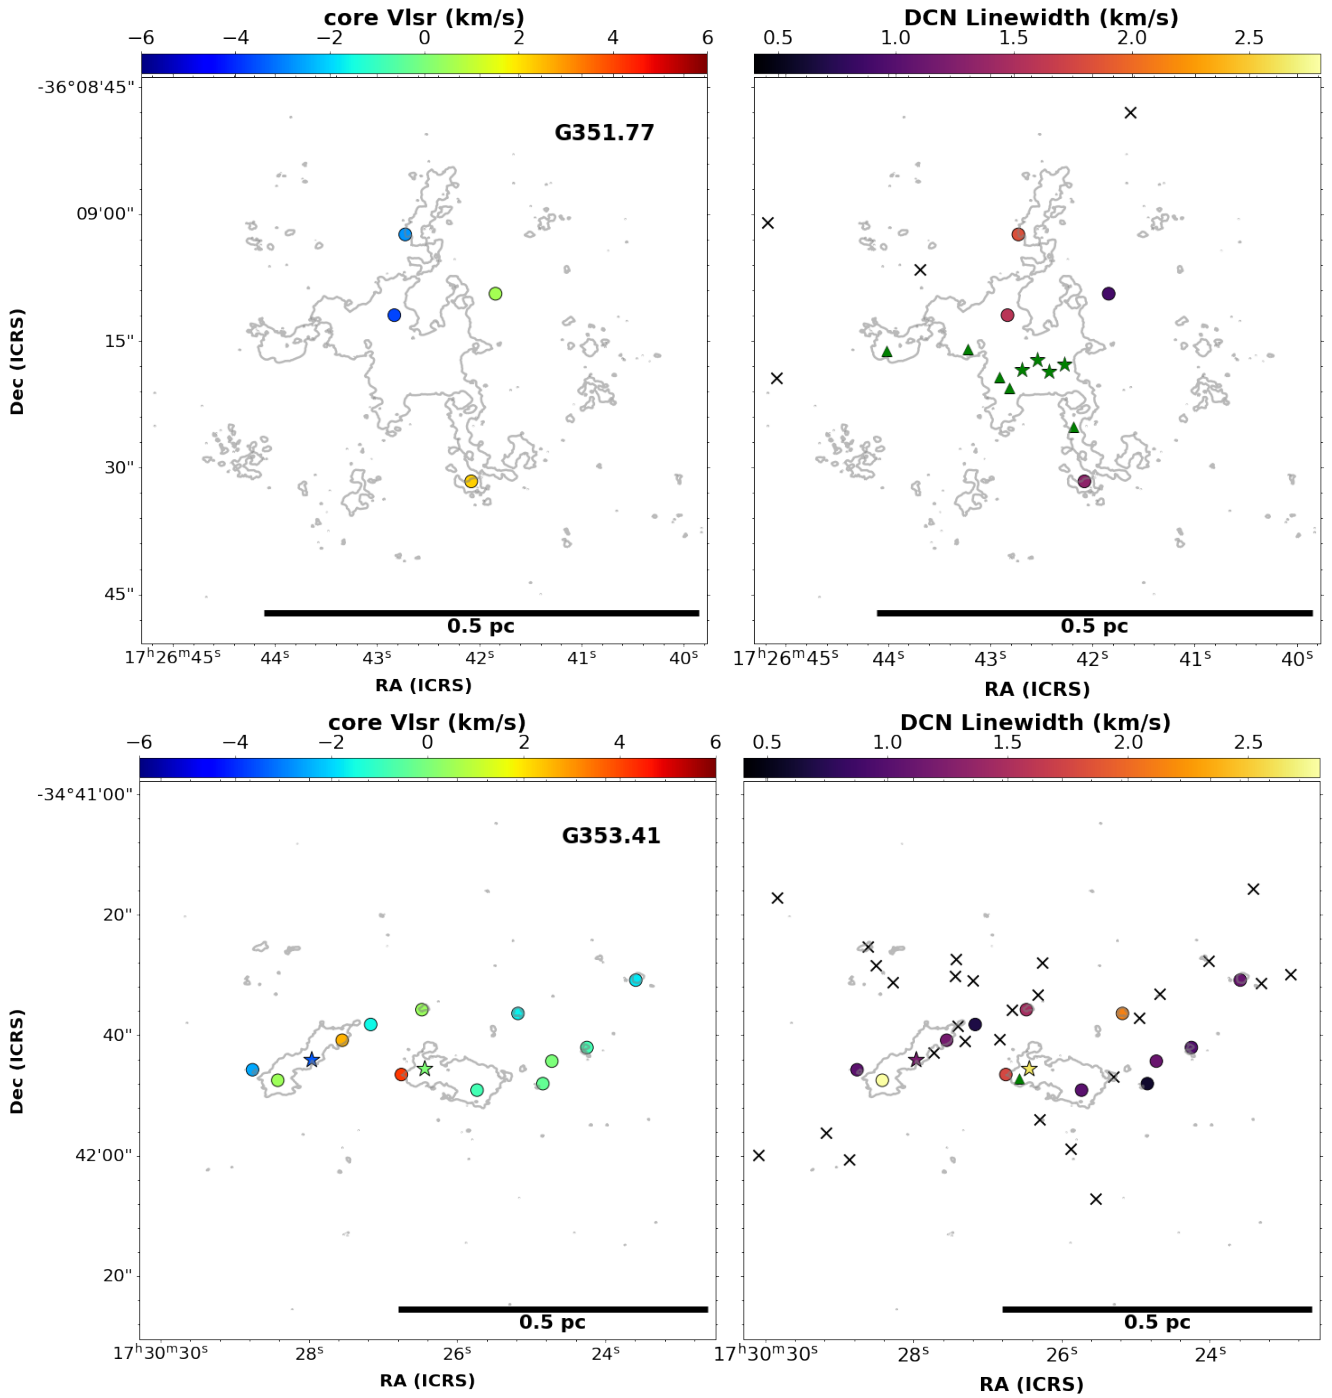 core Vlsr (km/s)
−6 −4 −2 0 2 4 6
G351.77
-36°08'45"
09'00"
15"
30"
45"
Dec (ICRS)
0.5 pc
17ʰ26ᵐ45ˢ 44ˢ 43ˢ 42ˢ 41ˢ 40ˢ
RA (ICRS)
DCN Linewidth (km/s)
0.5 1.0 1.5 2.0 2.5
0.5 pc
17ʰ26ᵐ45ˢ 44ˢ 43ˢ 42ˢ 41ˢ 40ˢ
RA (ICRS)
core Vlsr (km/s)
−6 −4 −2 0 2 4 6
G353.41
-34°41'00"
20"
40"
42'00"
20"
Dec (ICRS)
0.5 pc
17ʰ30ᵐ30ˢ 28ˢ 26ˢ 24ˢ
RA (ICRS)
DCN Linewidth (km/s)
0.5 1.0 1.5 2.0 2.5
0.5 pc
17ʰ30ᵐ30ˢ 28ˢ 26ˢ 24ˢ
RA (ICRS)